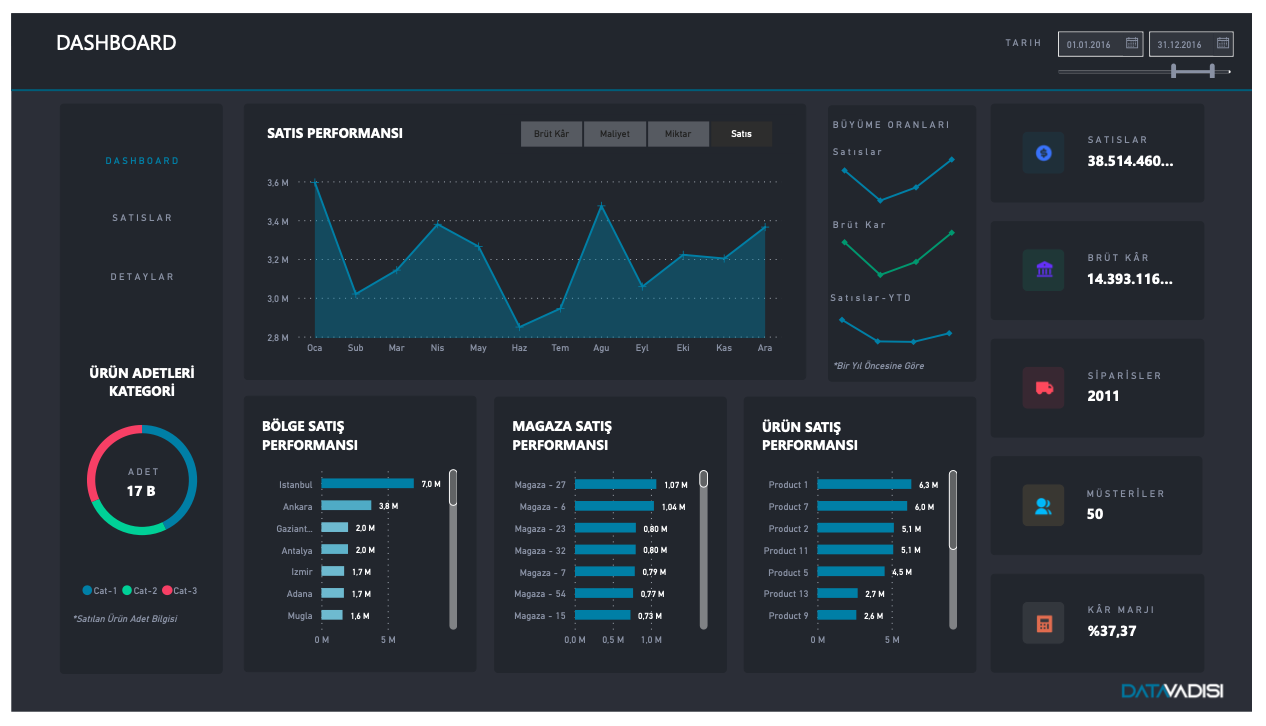 DASHBOARD
TARIH
01.01.2016
31.12.2016
DASHBOARD
SATISLAR
DETAYLAR
ÜRÜN ADETLERİ
KATEGORİ
ADET
17 B
Cat-1 Cat-2 Cat-3
*Satılan Ürün Adet Bilgisi
SATIS PERFORMANSI
Brüt Kâr
Maliyet
Miktar
Satıs
3,6 M
3,4 M
3,2 M
3,0 M
2,8 M
Oca Sub Mar Nis May Haz Tem Agu Eyl Eki Kas Ara
BÜYÜME ORANLARI
Satıslar
Brüt Kar
Satıslar-YTD
*Bir Yıl Öncesine Göre
SATISLAR
38.514.460...
BRÜT KÂR
14.393.116...
SİPARİSLER
2011
MÜSTERİLER
50
KÂR MARJI
%37,37
BÖLGE SATIŞ
PERFORMANSI
Istanbul 7,0 M
Ankara 3,8 M
Gaziant... 2,0 M
Antalya 2,0 M
Izmir 1,7 M
Adana 1,7 M
Mugla 1,6 M
0 M 5 M
MAGAZA SATIŞ
PERFORMANSI
Magaza - 27 1,07 M
Magaza - 6 1,04 M
Magaza - 23 0,80 M
Magaza - 32 0,80 M
Magaza - 7 0,79 M
Magaza - 54 0,77 M
Magaza - 15 0,73 M
0,0 M 0,5 M 1,0 M
ÜRÜN SATIŞ
PERFORMANSI
Product 1 6,3 M
Product 7 6,0 M
Product 2 5,1 M
Product 11 5,1 M
Product 5 4,5 M
Product 13 2,7 M
Product 9 2,6 M
0 M 5 M
DATAVADISI